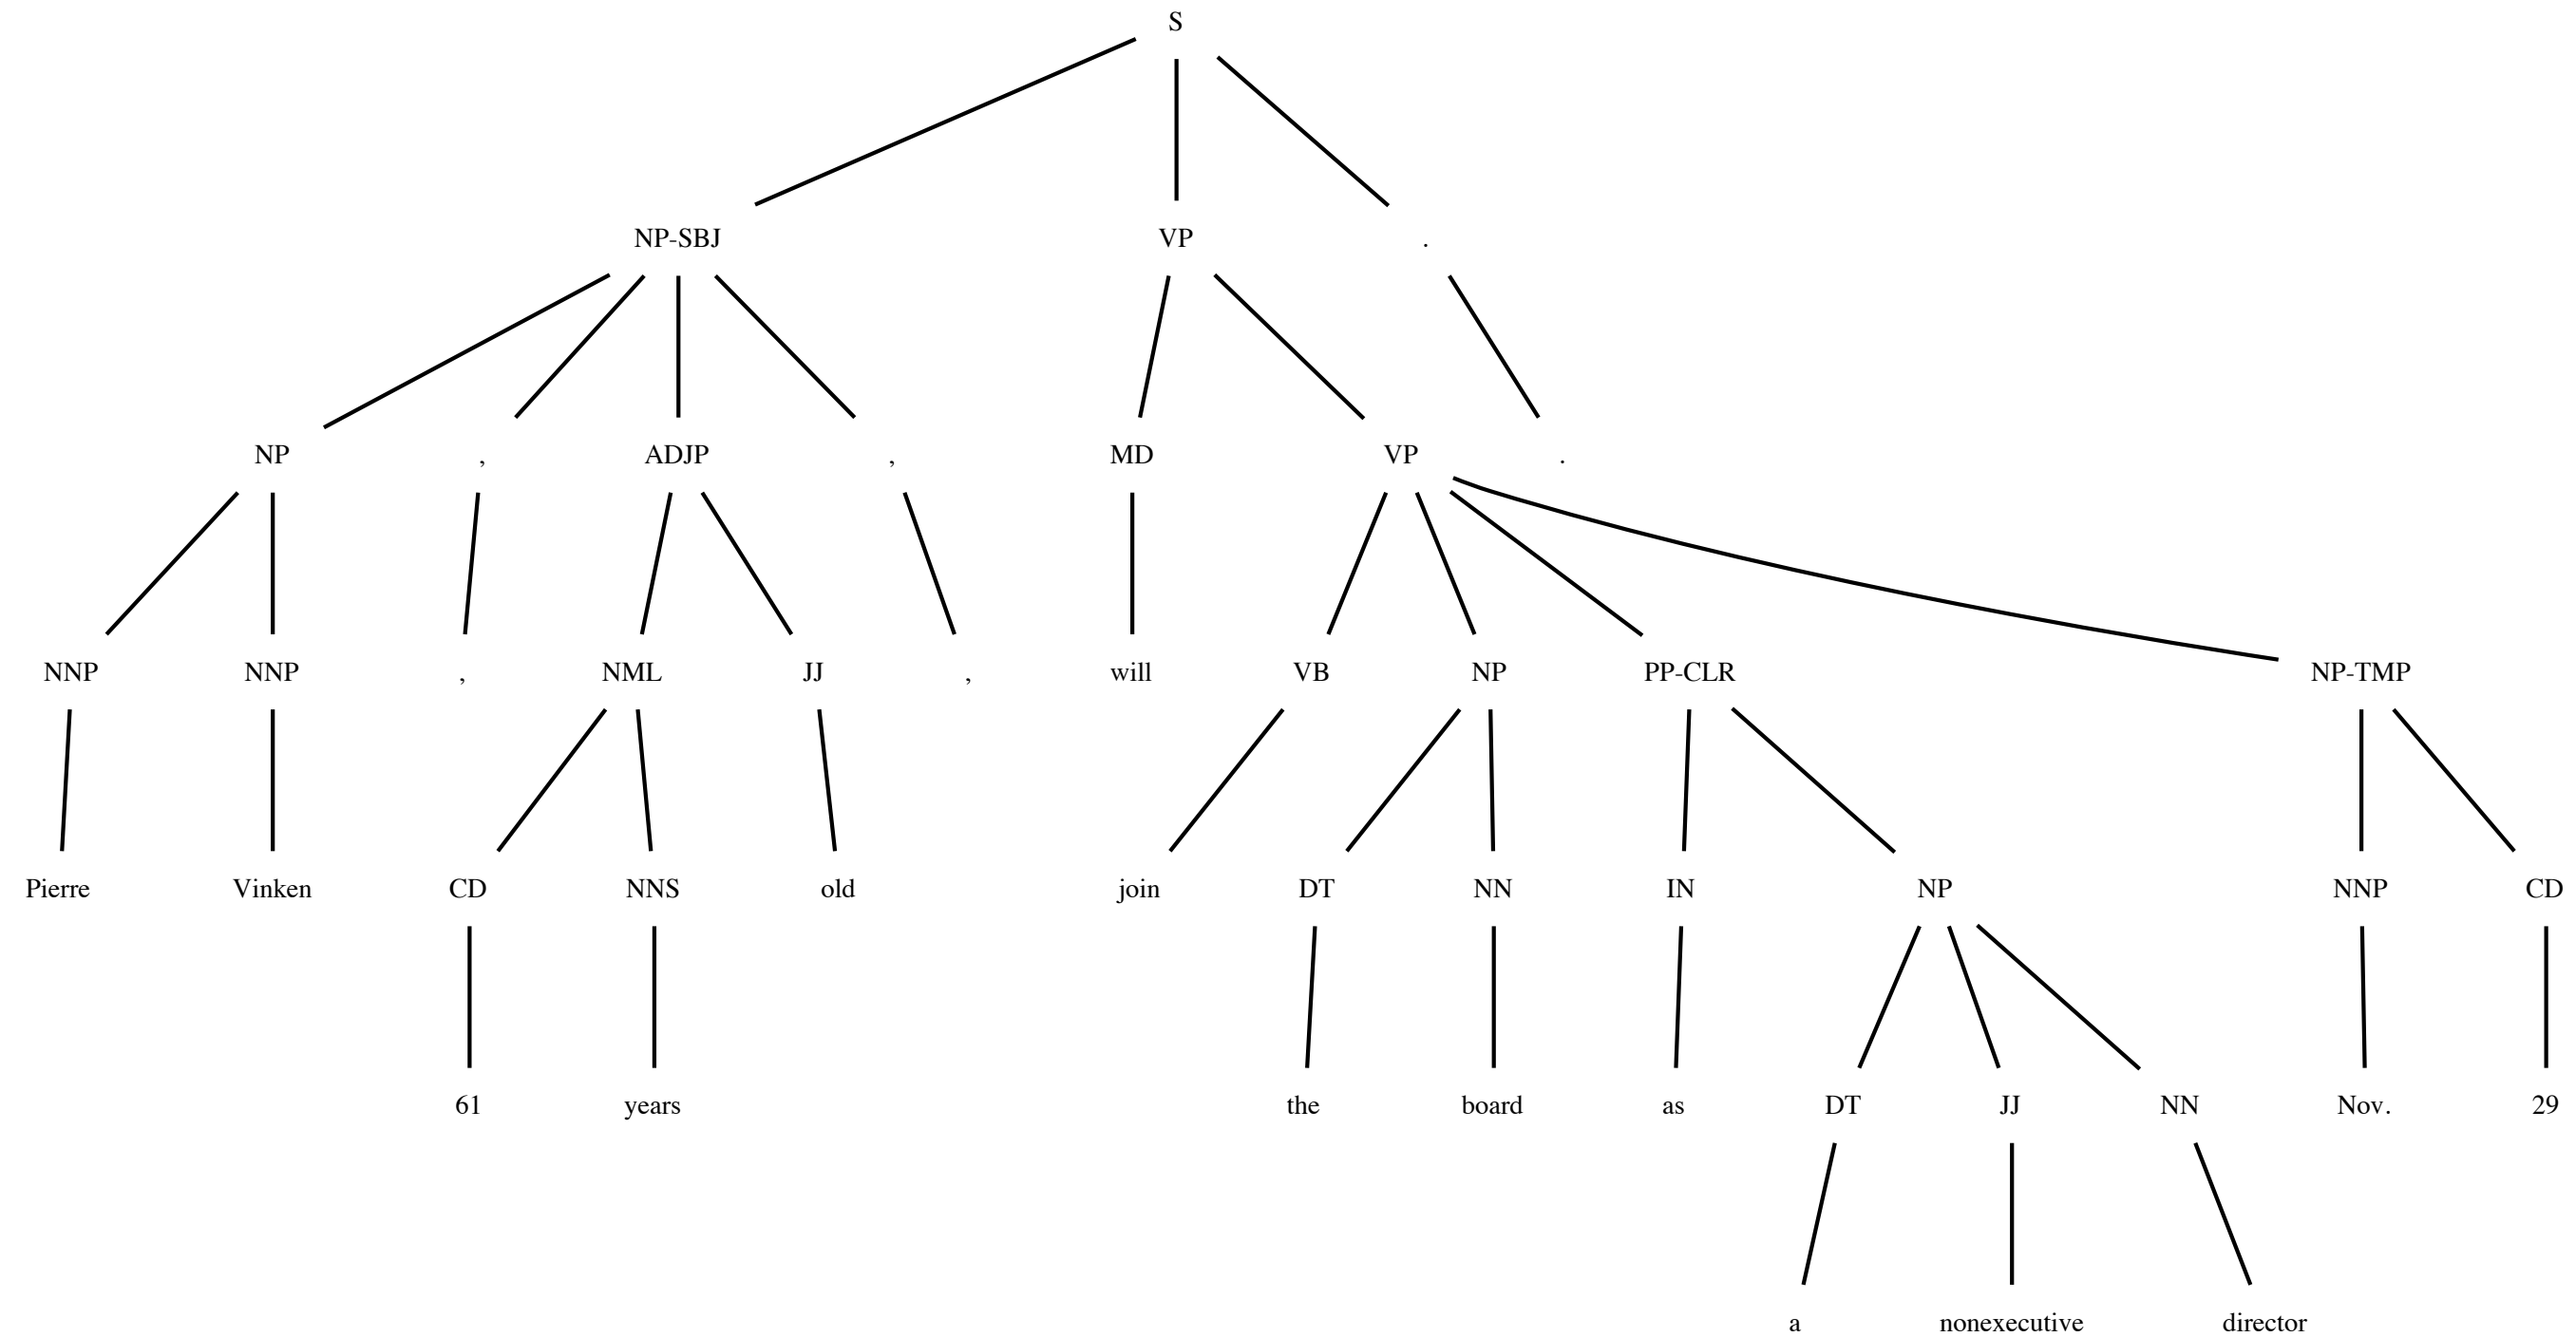 S
NP-SBJ VP .
NP , ADJP , MD VP .
NNP NNP , NML JJ , will VB NP PP-CLR NP-TMP
Pierre Vinken CD NNS old join DT NN IN NP NNP CD
61 years the board as DT JJ NN Nov. 29
a nonexecutive director